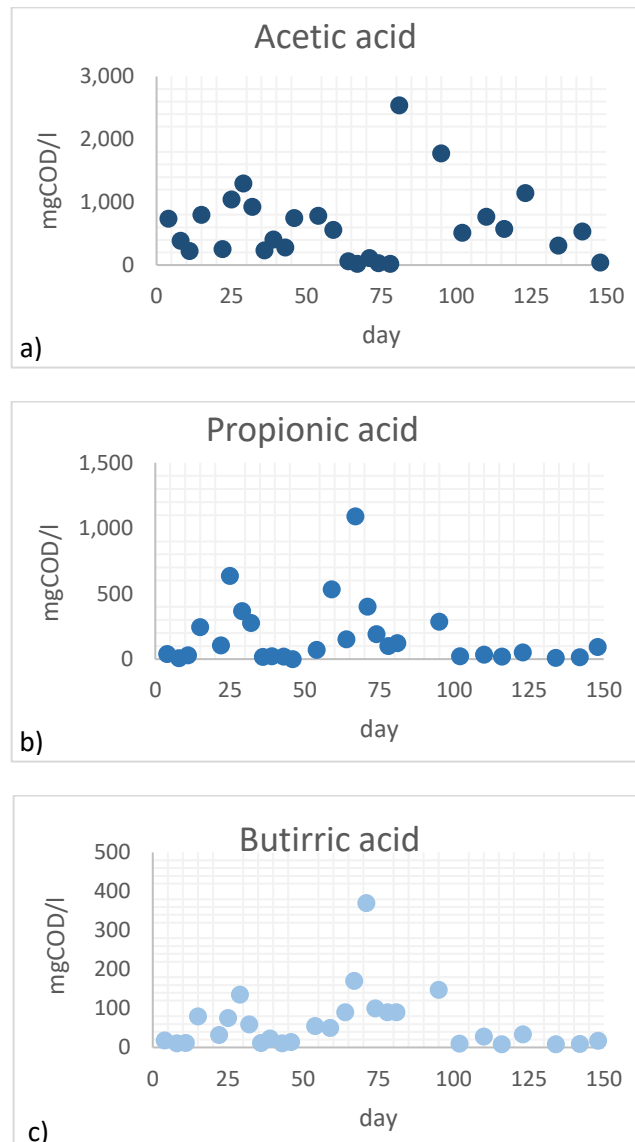 Acetic acid
3,000
2,000
1,000
0
mgCOD/l
0 25 50 75 100 125 150
day
a)
Propionic acid
1,500
1,000
500
0
mgCOD/l
0 25 50 75 100 125 150
day
b)
Butirric acid
500
400
300
200
100
0
mgCOD/l
0 25 50 75 100 125 150
day
c)